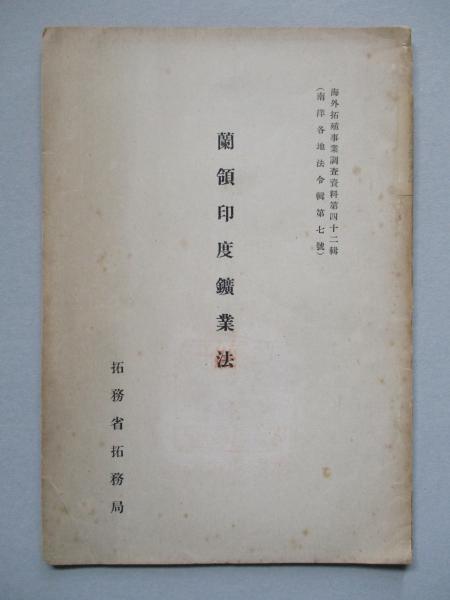 海外拓殖事業調査資料第四十二輯
(南洋各地法令輯第七號)
蘭領印度鑛業法
拓務省拓務局